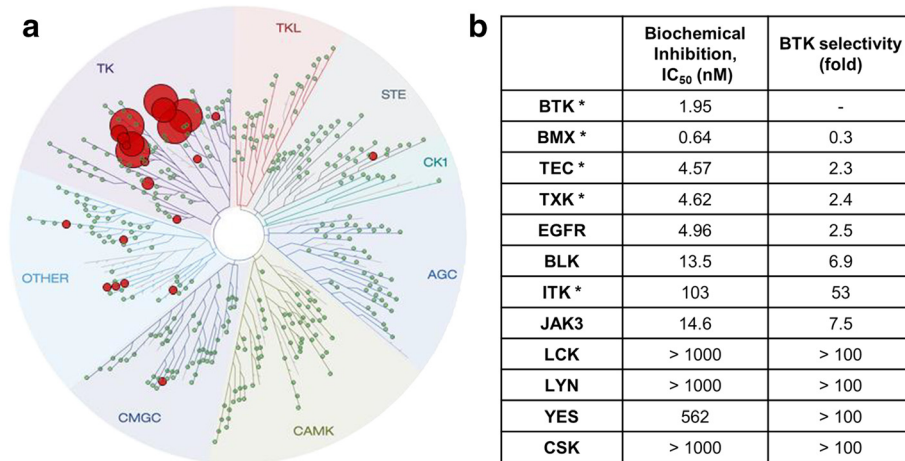 a
TKL
TK
STE
CK1
OTHER
AGC
CMGC
CAMK
b
Biochemical Inhibition, IC50 (nM) BTK selectivity (fold)
BTK * 1.95 -
BMX * 0.64 0.3
TEC * 4.57 2.3
TXK * 4.62 2.4
EGFR 4.96 2.5
BLK 13.5 6.9
ITK * 103 53
JAK3 14.6 7.5
LCK > 1000 > 100
LYN > 1000 > 100
YES 562 > 100
CSK > 1000 > 100